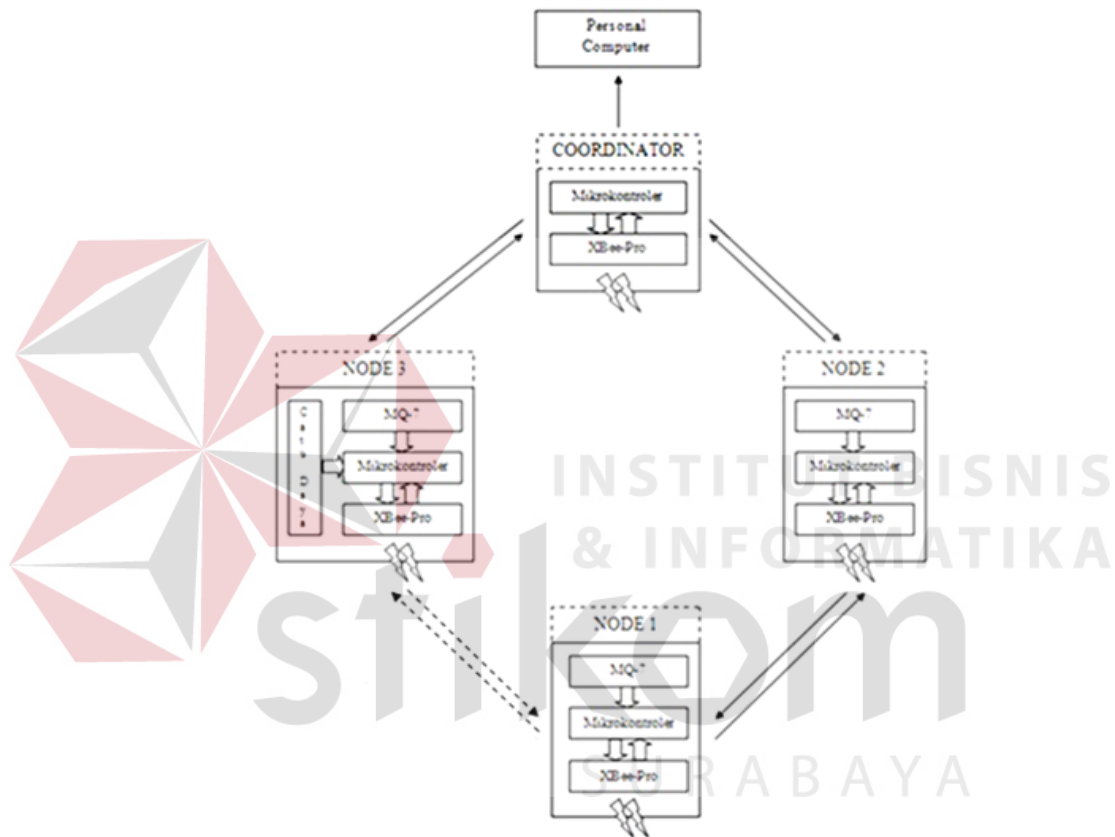 Personal
Computer
COORDINATOR
Mikrokontroler
XBee-Pro
NODE 3
Catu Daya
MQ-7
Mikrokontroler
XBee-Pro
NODE 2
MQ-7
Mikrokontroler
XBee-Pro
INSTITUT BISNIS
& INFORMATIKA
stikom
SURABAYA
NODE 1
MQ-7
Mikrokontroler
XBee-Pro